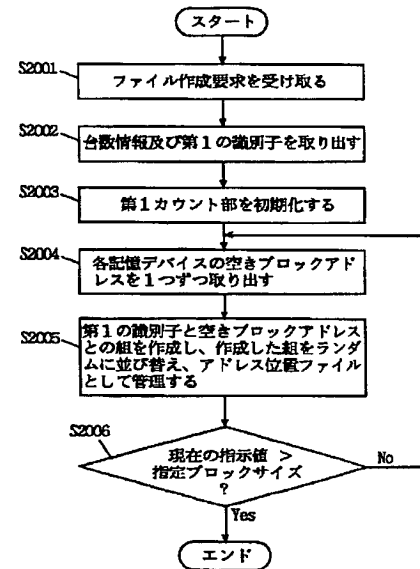 スタート
S2001
ファイル作成要求を受け取る
S2002
台数情報及び第１の識別子を取り出す
S2003
第１カウント部を初期化する
S2004
各記憶デバイスの空きブロックアド
レスを１つずつ取り出す
S2005
第１の識別子と空きブロックアドレス
との組を作成し、作成した組をランダ
ムに並び替え、アドレス位置ファイル
として管理する
S2006
現在の指示値 ＞
指定ブロックサイズ
？
No
Yes
エンド